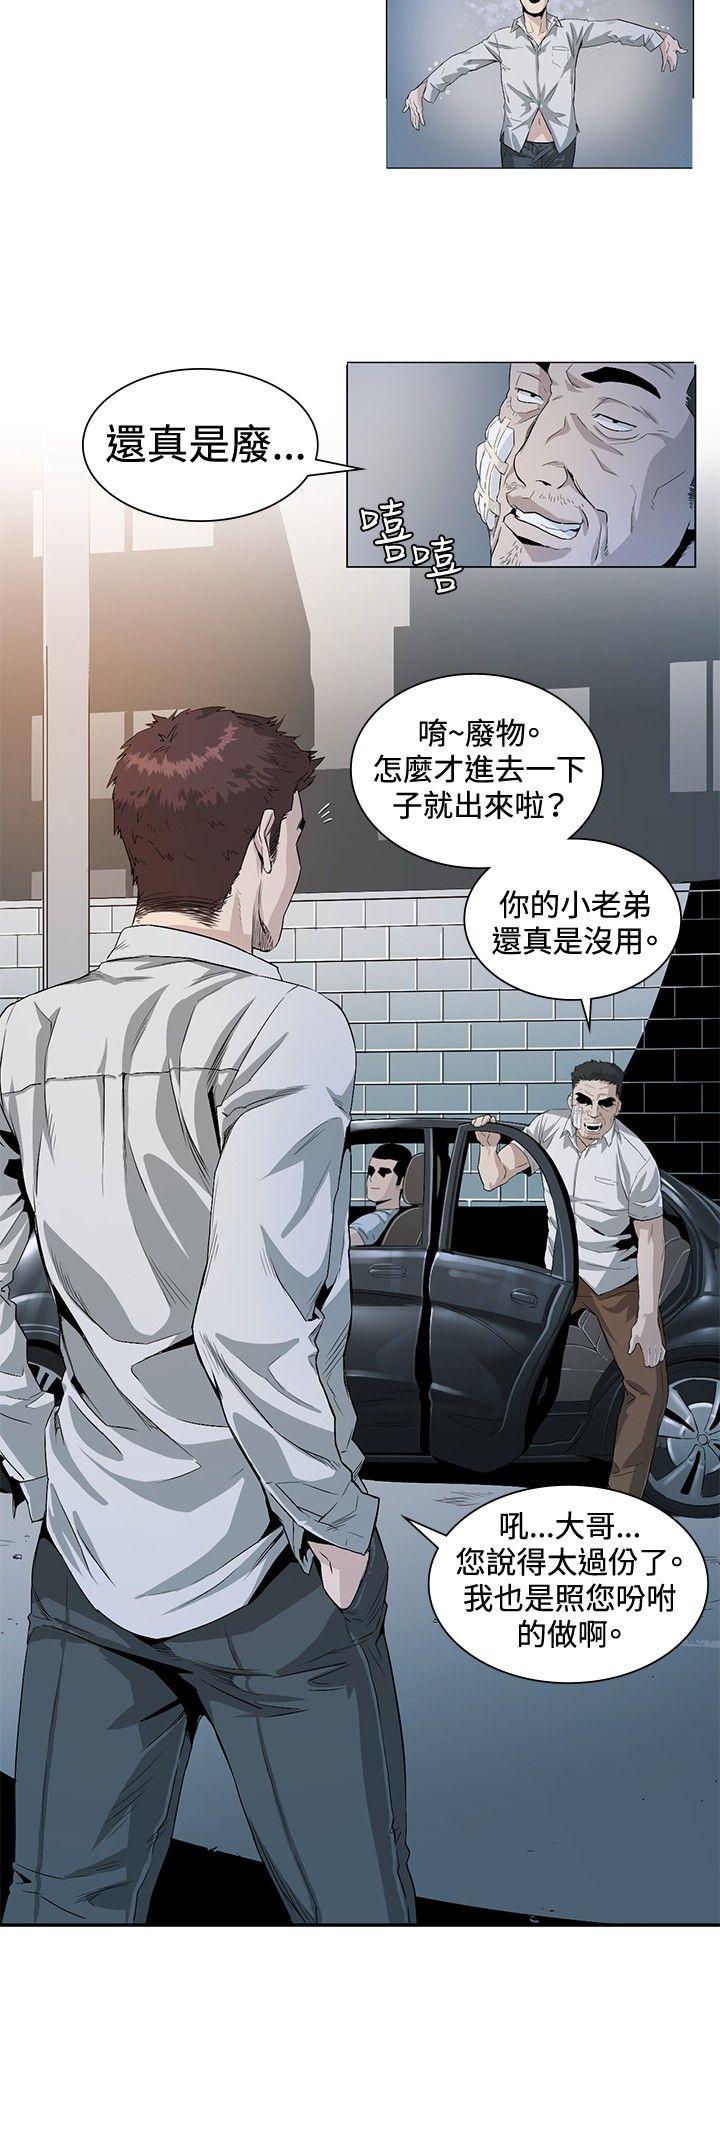 還真是廢...
嘻嘻
唷~廢物。
怎麼才進去一下
子就出來啦？
你的小老弟
還真是沒用。
吼...大哥...
您說得太過份了。
我也是照您吩咐
的做啊。